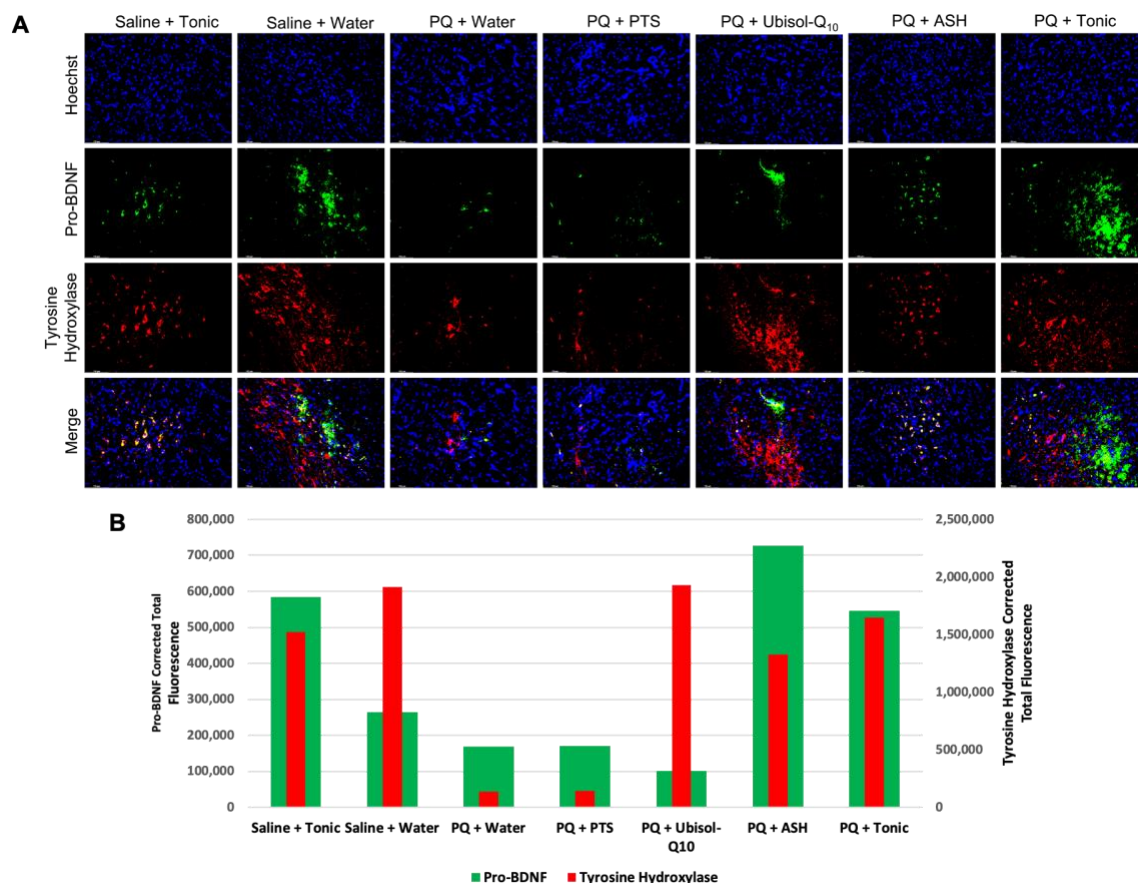 A
Saline + Tonic
Saline + Water
PQ + Water
PQ + PTS
PQ + Ubisol-Q₁₀
PQ + ASH
PQ + Tonic
Hoechst
Pro-BDNF
Tyrosine
Hydroxylase
Merge
B
Pro-BDNF Corrected Total
Fluorescence
800,000
700,000
600,000
500,000
400,000
300,000
200,000
100,000
0
2,500,000
2,000,000
1,500,000
1,000,000
500,000
0
Tyrosine Hydroxylase Corrected
Total Fluorescence
Saline + Tonic
Saline + Water
PQ + Water
PQ + PTS
PQ + Ubisol-
Q10
PQ + ASH
PQ + Tonic
Pro-BDNF
Tyrosine Hydroxylase